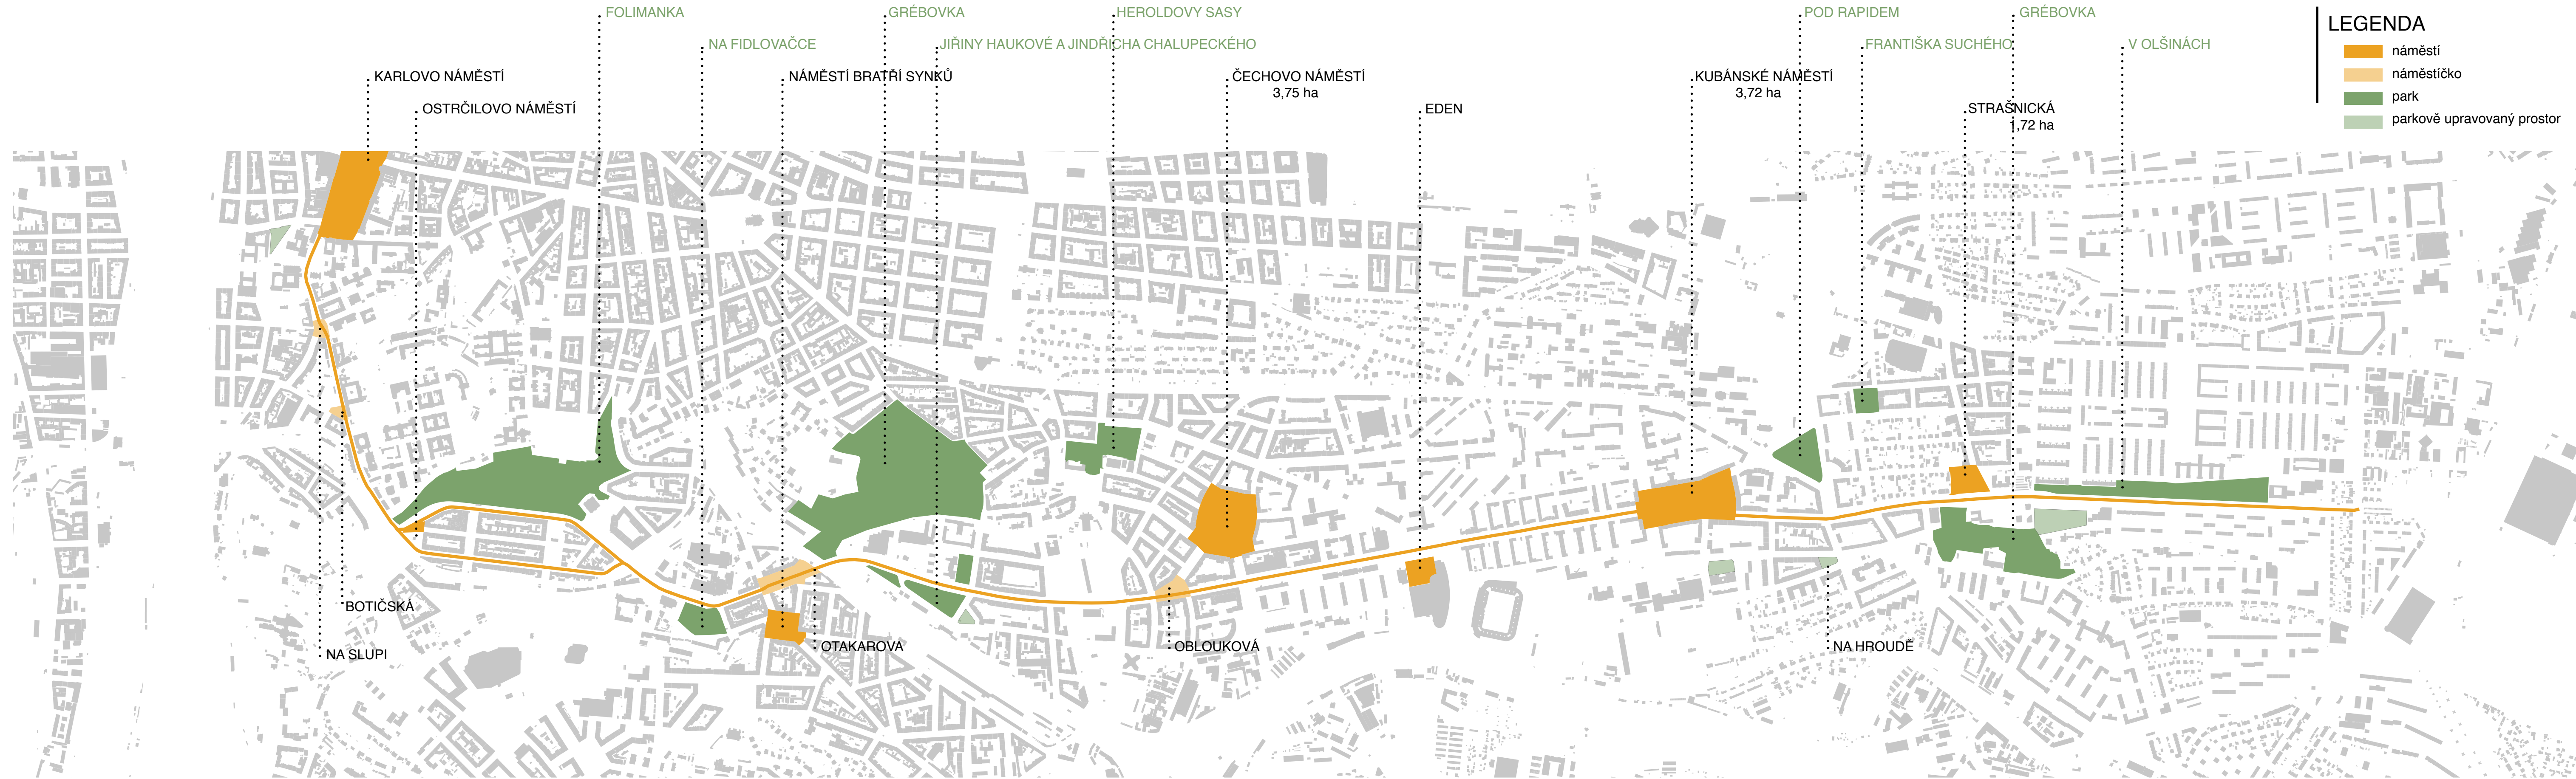 FOLIMANKA
GRÉBOVKA
HEROLDOVY SASY
POD RAPIDEM
GRÉBOVKA
LEGENDA
NA FIDLOVAČCE
JIŘINY HAUKOVÉ A JINDŘICHA CHALUPECKÉHO
FRANTIŠKA SUCHÉHO
V OLŠINÁCH
náměstí
KARLOVO NÁMĚSTÍ
NÁMĚSTÍ BRATŘÍ SYNKŮ
ČECHOVO NÁMĚSTÍ
3,75 ha
KUBÁNSKÉ NÁMĚSTÍ
3,72 ha
náměstíčko
park
OSTRČILOVO NÁMĚSTÍ
EDEN
STRAŠNICKÁ
1,72 ha
parkově upravovaný prostor
BOTIČSKÁ
NA SLUPI
OTAKAROVA
OBLOUKOVÁ
NA HROUDĚ